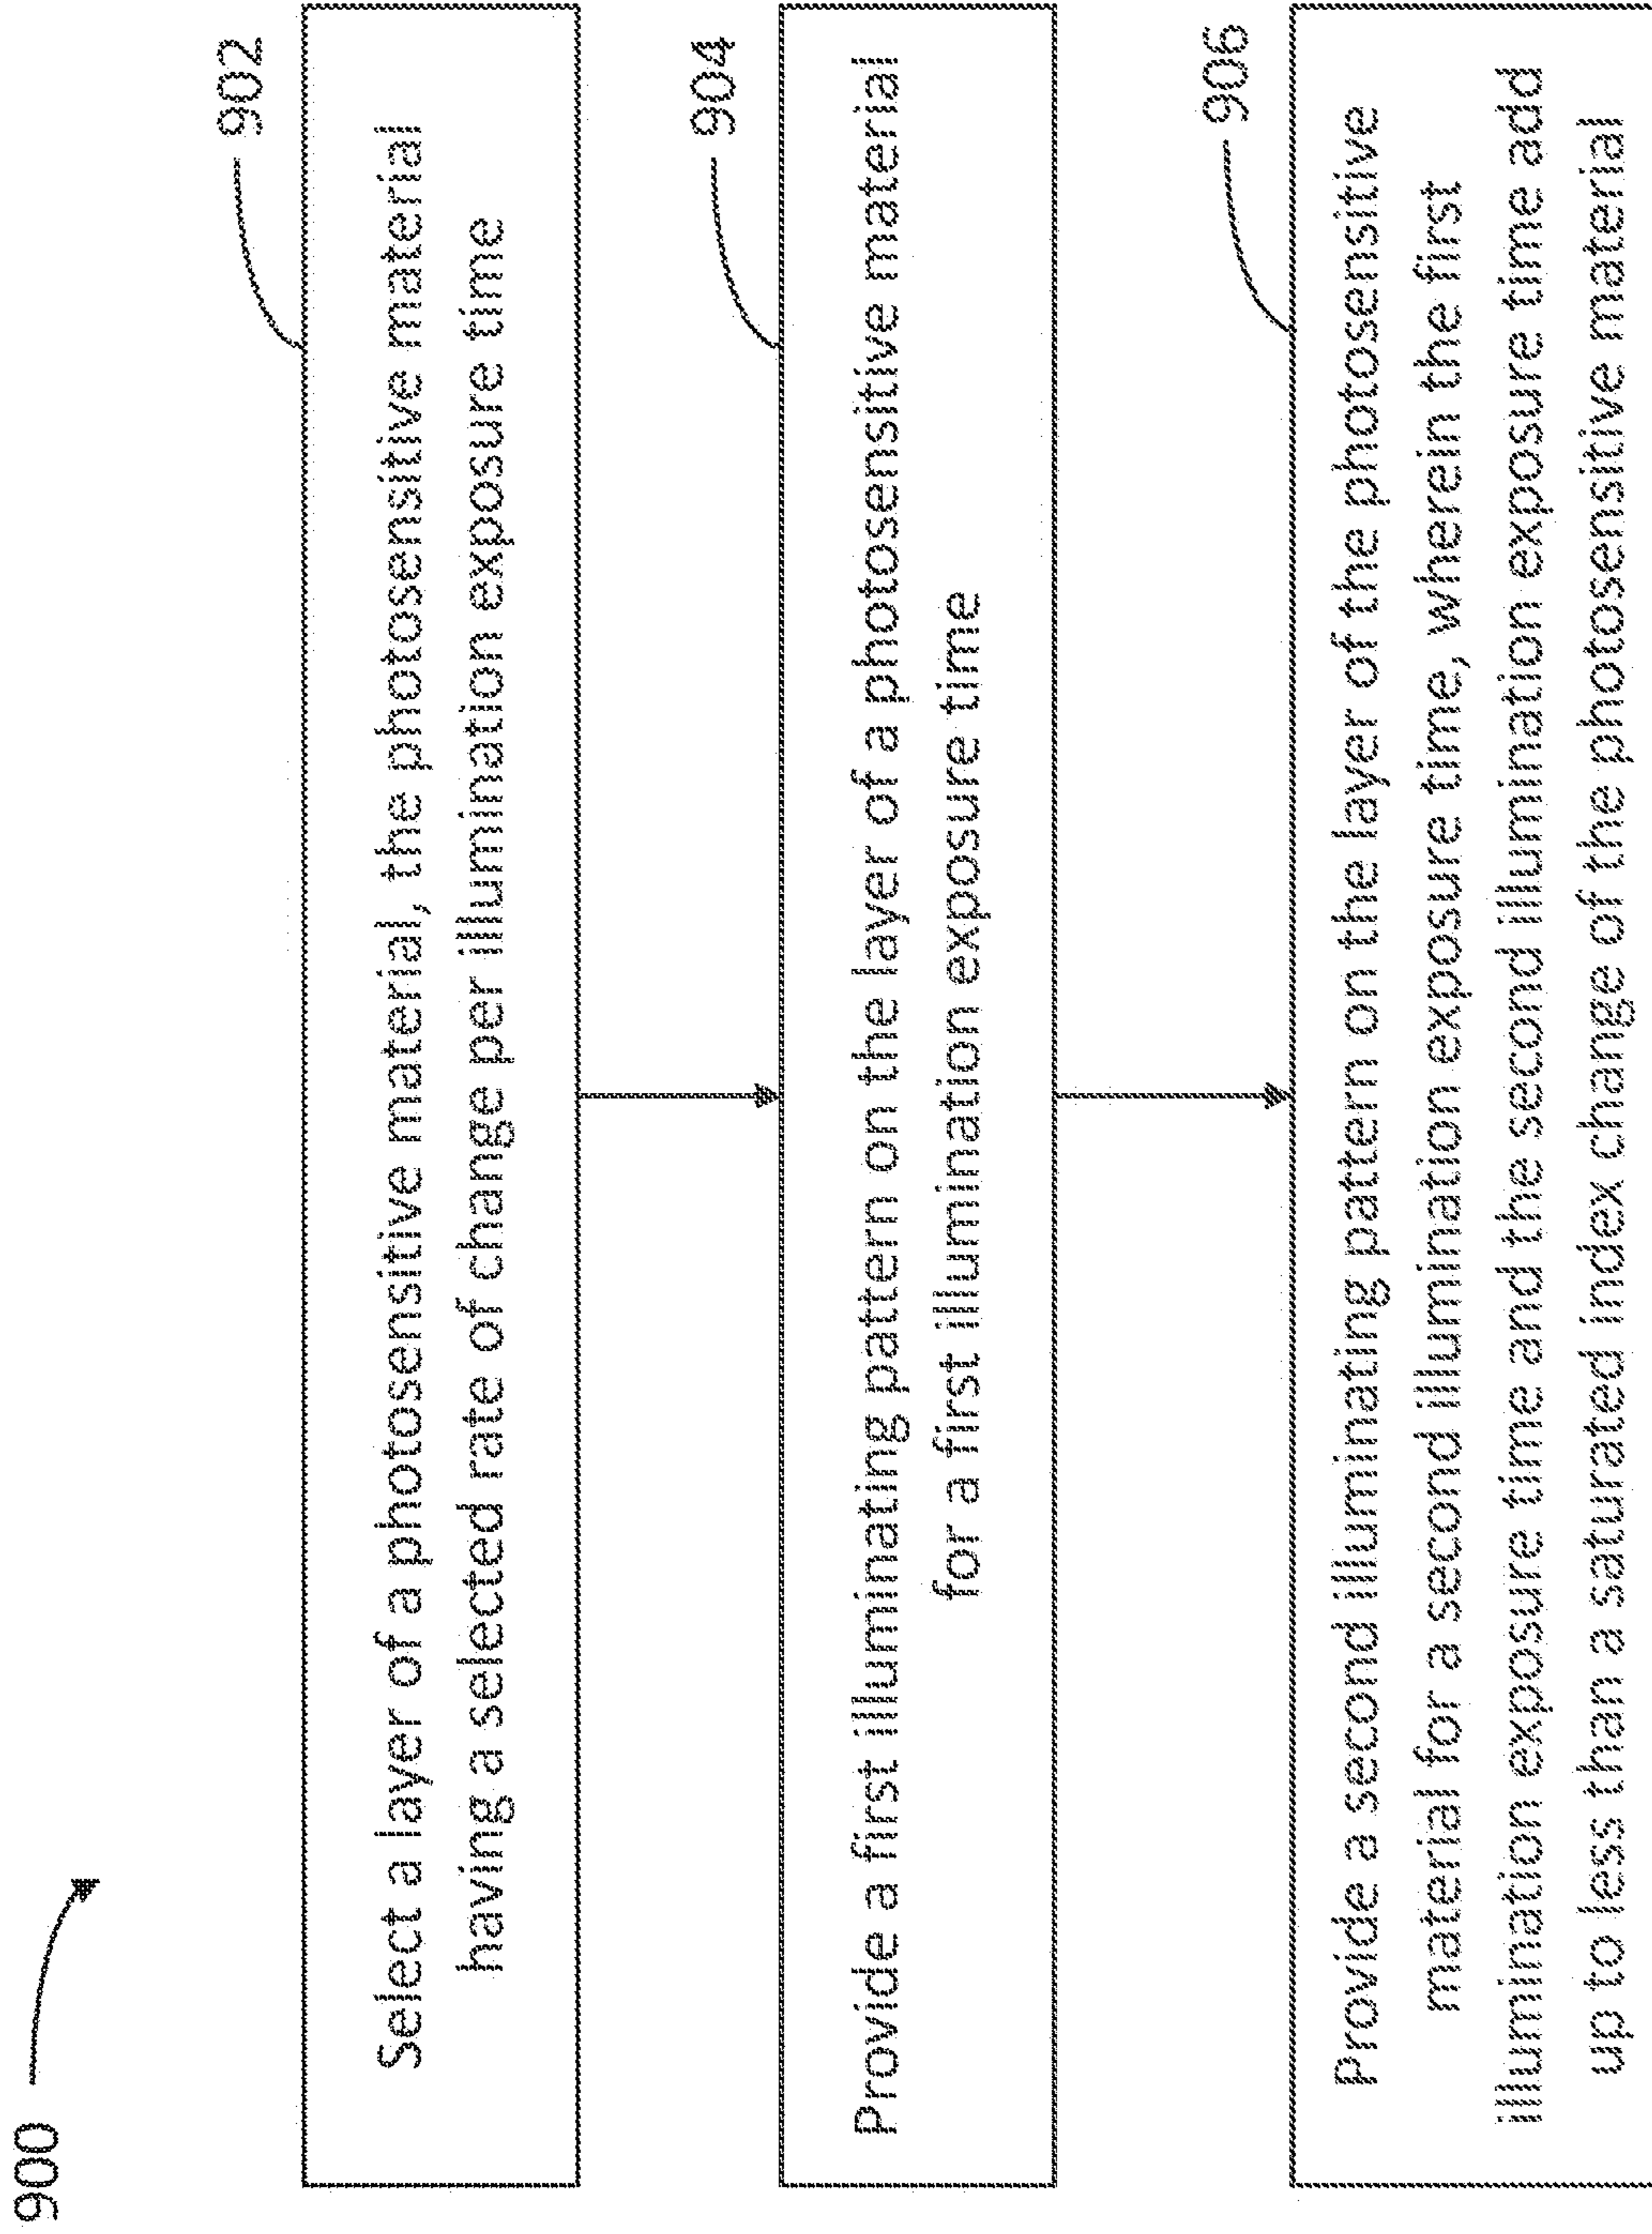 900
902
Select a layer of a photosensitive material, the photosensitive material
having a selected rate of change per illumination exposure time
904
Provide a first illuminating pattern on the layer of a photosensitive material
for a first illumination exposure time
906
Provide a second illuminating pattern on the layer of the photosensitive
material for a second illumination exposure time, wherein the first
illumination exposure time and the second illumination exposure time add
up to less than a saturated index change of the photosensitive material